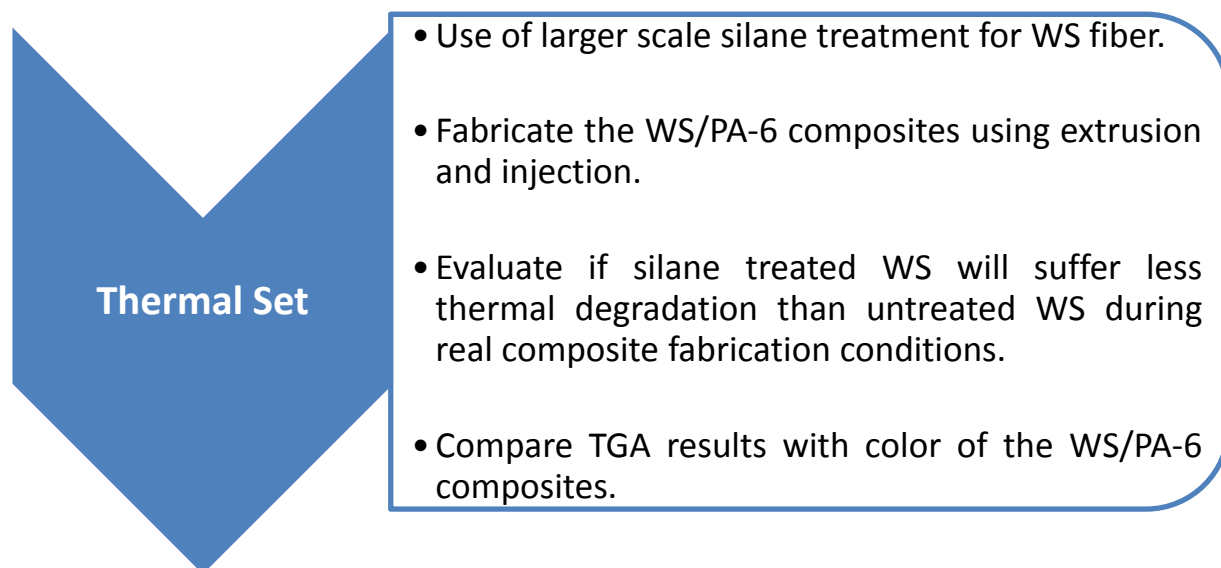 Thermal Set
• Use of larger scale silane treatment for WS fiber.
• Fabricate the WS/PA-6 composites using extrusion
and injection.
• Evaluate if silane treated WS will suffer less
thermal degradation than untreated WS during
real composite fabrication conditions.
• Compare TGA results with color of the WS/PA-6
composites.